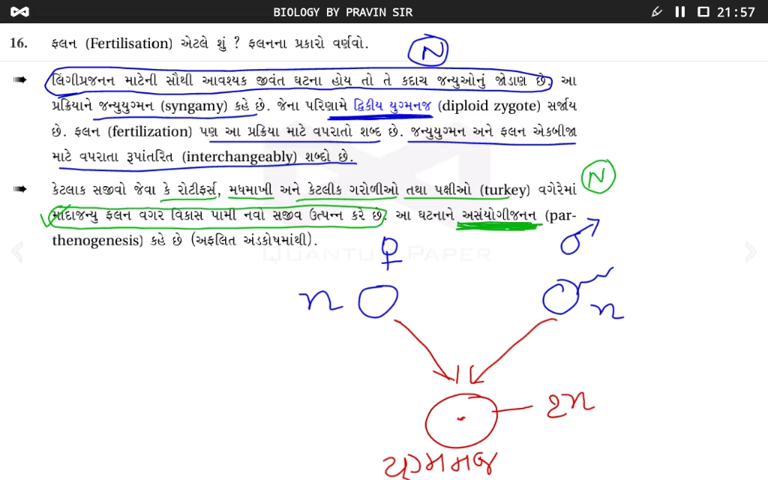 BIOLOGY BY PRAVIN SIR
21:57
16. ફલન (Fertilisation) એટલે શું ? ફલનના પ્રકારો વર્ણવો.
N
➡ લિંગીપ્રજનન માટેની સૌથી આવશ્યક જીવંત ઘટના હોય તો તે કદાચ જન્યુઓનું જોડાણ છે. આ
પ્રક્રિયાને જન્યુયુગ્મન (syngamy) કહે છે. જેના પરિણામે દ્વિકીય યુગ્મનજ (diploid zygote) સર્જાય
છે. ફલન (fertilization) પણ આ પ્રક્રિયા માટે વપરાતો શબ્દ છે. જન્યુયુગ્મન અને ફલન એકબીજા
માટે વપરાતા રૂપાંતરિત (interchangeably) શબ્દો છે.
N
➡ કેટલાક સજીવો જેવા કે રોટીફર્સ, મધમાખી અને કેટલીક ગરોળીઓ તથા પક્ષીઓ (turkey) વગેરેમાં
માદાજન્યુ ફલન વગર વિકાસ પામી નવો સજીવ ઉત્પન્ન કરે છે. આ ઘટનાને અસંયોગીજનન (par-
thenogenesis) કહે છે (અફલિત અંડકોષમાંથી).
QUANTUM PAPER
♀ ♂
n n
2n